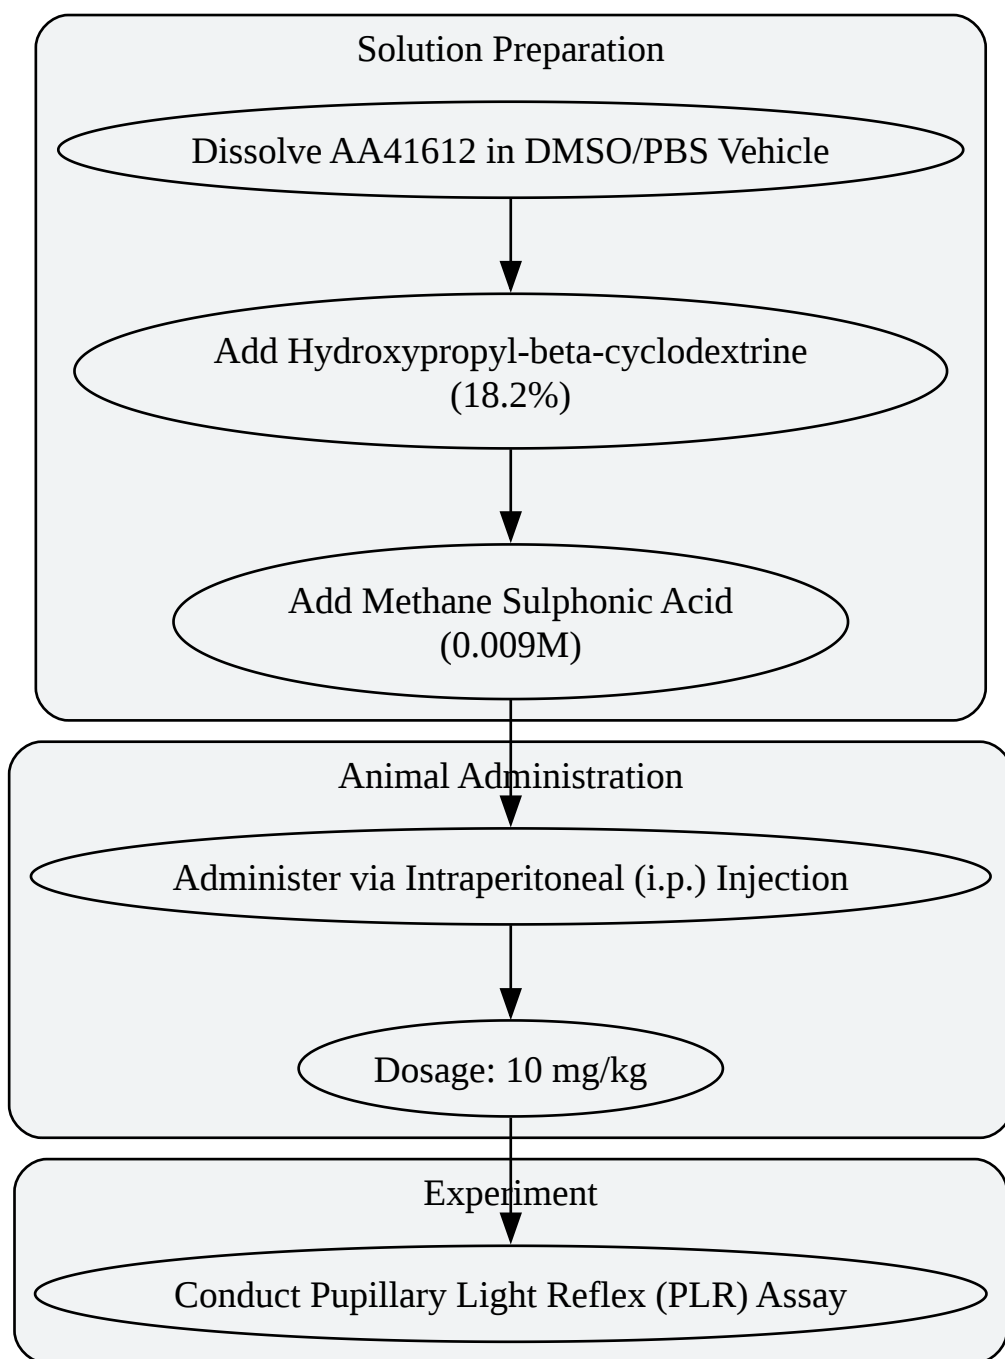 Solution Preparation
Dissolve AA41612 in DMSO/PBS Vehicle
Add Hydroxypropyl-beta-cyclodextrine
(18.2%)
Add Methane Sulphonic Acid
(0.009M)
Animal Administration
Administer via Intraperitoneal (i.p.) Injection
Dosage: 10 mg/kg
Experiment
Conduct Pupillary Light Reflex (PLR) Assay